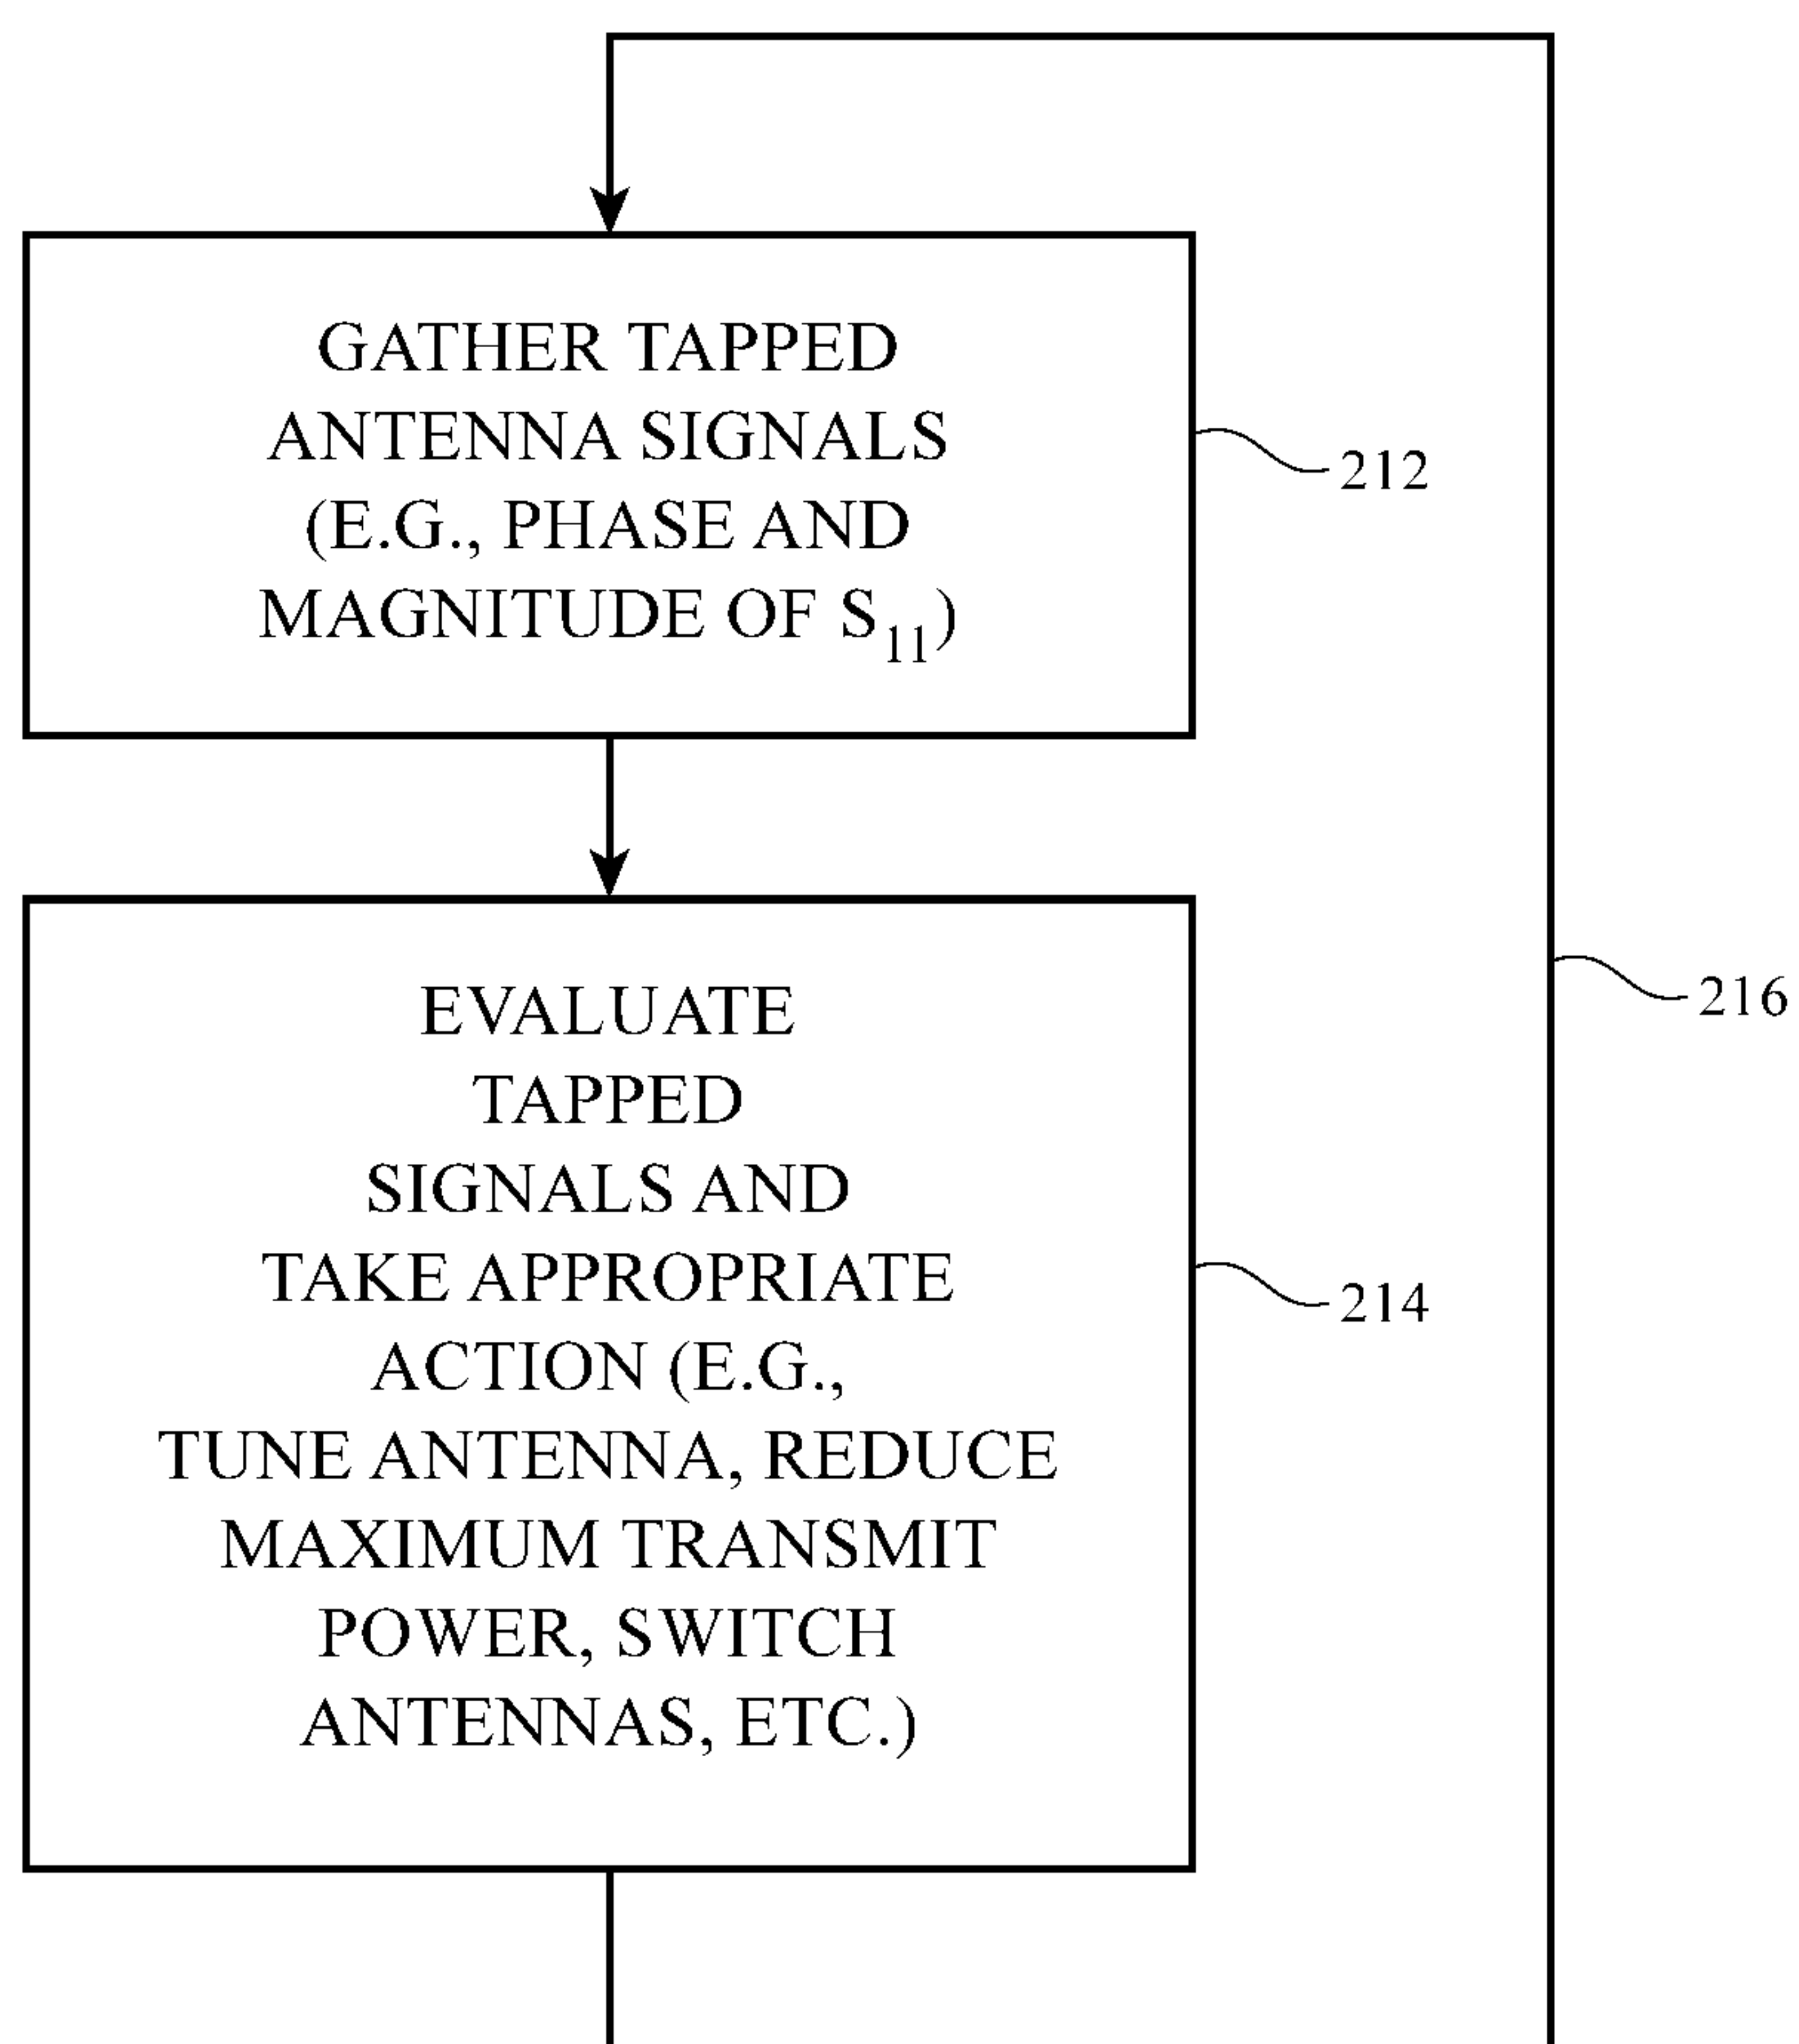 GATHER TAPPED
ANTENNA SIGNALS
(E.G., PHASE AND
MAGNITUDE OF S11)
212
EVALUATE
TAPPED
SIGNALS AND
TAKE APPROPRIATE
ACTION (E.G.,
TUNE ANTENNA, REDUCE
MAXIMUM TRANSMIT
POWER, SWITCH
ANTENNAS, ETC.)
214
216